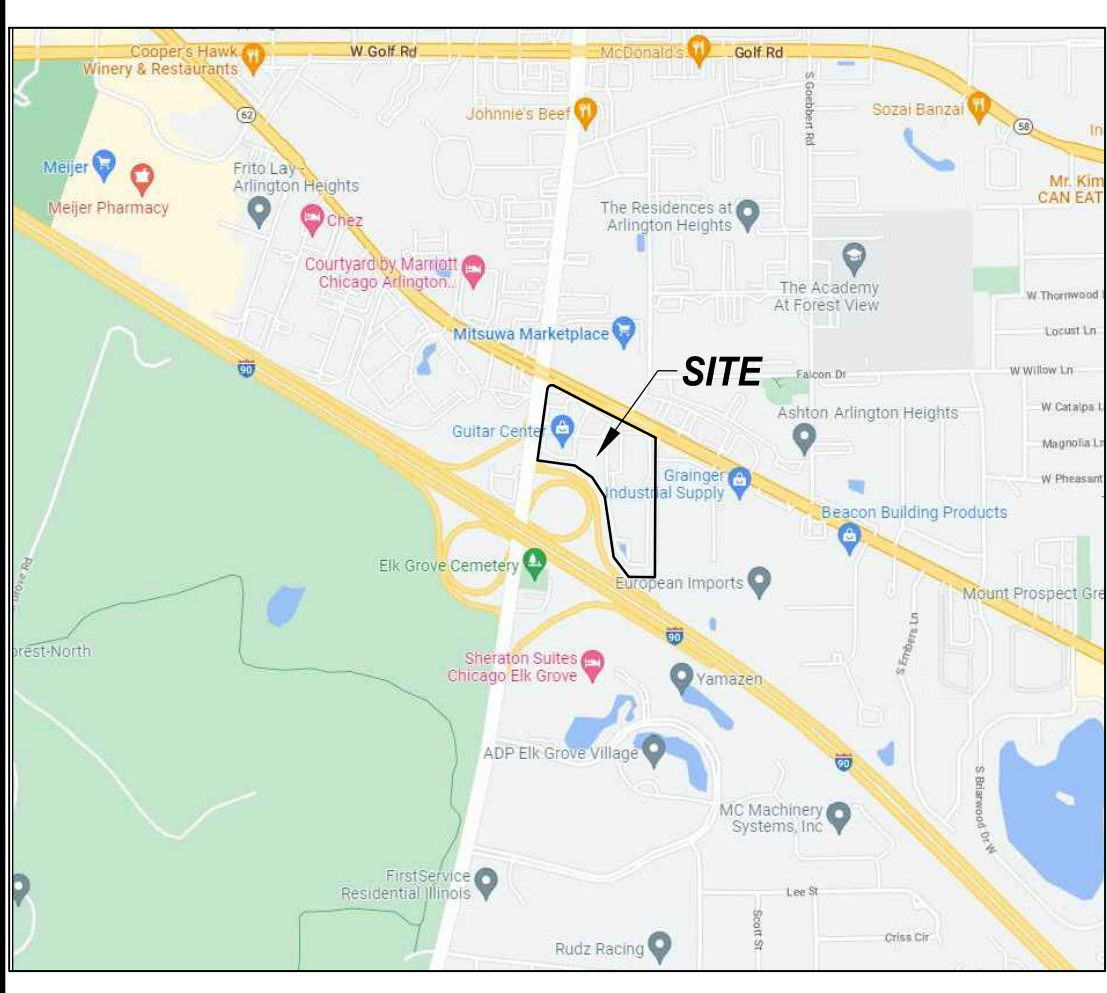 Cooper's Hawk
Winery & Restaurants
W Golf Rd
McDonald's
Golf Rd
S Goebbert Rd
62
Johnnie's Beef
Sozai Banzai
58
In
Meijer
Meijer Pharmacy
Frito Lay -
Arlington Heights
Chez
Mr. Kim
CAN EAT
The Residences at
Arlington Heights
Courtyard by Marriott
Chicago Arlington...
The Academy
At Forest View
W Thornwood
Mitsuwa Marketplace
Locust Ln
90
SITE
Falcon Dr
W Willow Ln
W Catalpa L
Guitar Center
Ashton Arlington Heights
Magnolia Ln
Grainger
Industrial Supply
W Pheasant
Beacon Building Products
Elk Grove Cemetery
European Imports
Mount Prospect Gre
Grove Rd
orest-North
90
S Embers Ln
Sheraton Suites
Chicago Elk Grove
Yamazen
ADP Elk Grove Village
90
S Briarwood Dr W
MC Machinery
Systems, Inc
FirstService
Residential Illinois
Lee St
Scott St
Criss Cir
Rudz Racing